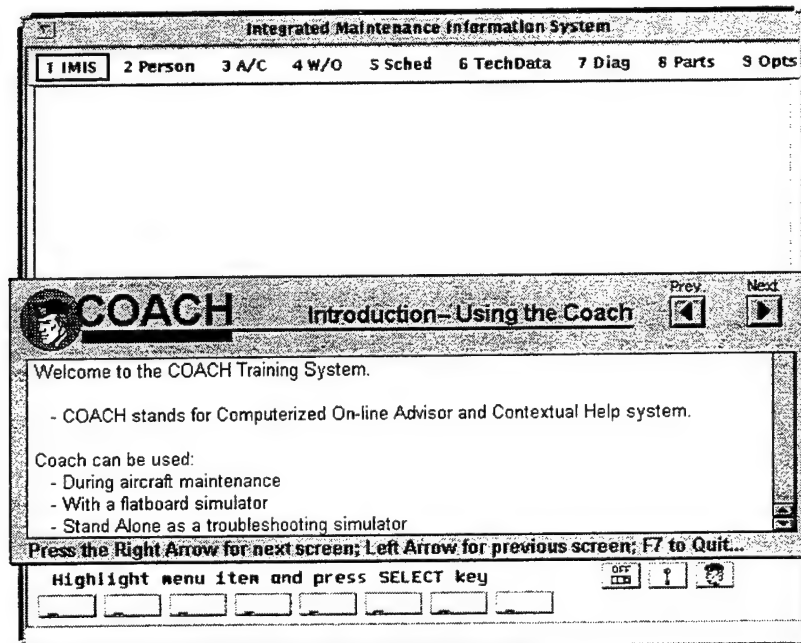 Integrated Maintenance Information System
1 IMIS 2 Person 3 A/C 4 W/O 5 Sched 6 TechData 7 Diag 8 Parts 9 Opts
Prev. Next
COACH Introduction–Using the Coach
Welcome to the COACH Training System.
- COACH stands for Computerized On-line Advisor and Contextual Help system.
Coach can be used:
- During aircraft maintenance
- With a flatboard simulator
- Stand Alone as a troubleshooting simulator
Press the Right Arrow for next screen; Left Arrow for previous screen; F7 to Quit...
Highlight menu item and press SELECT key
OFF